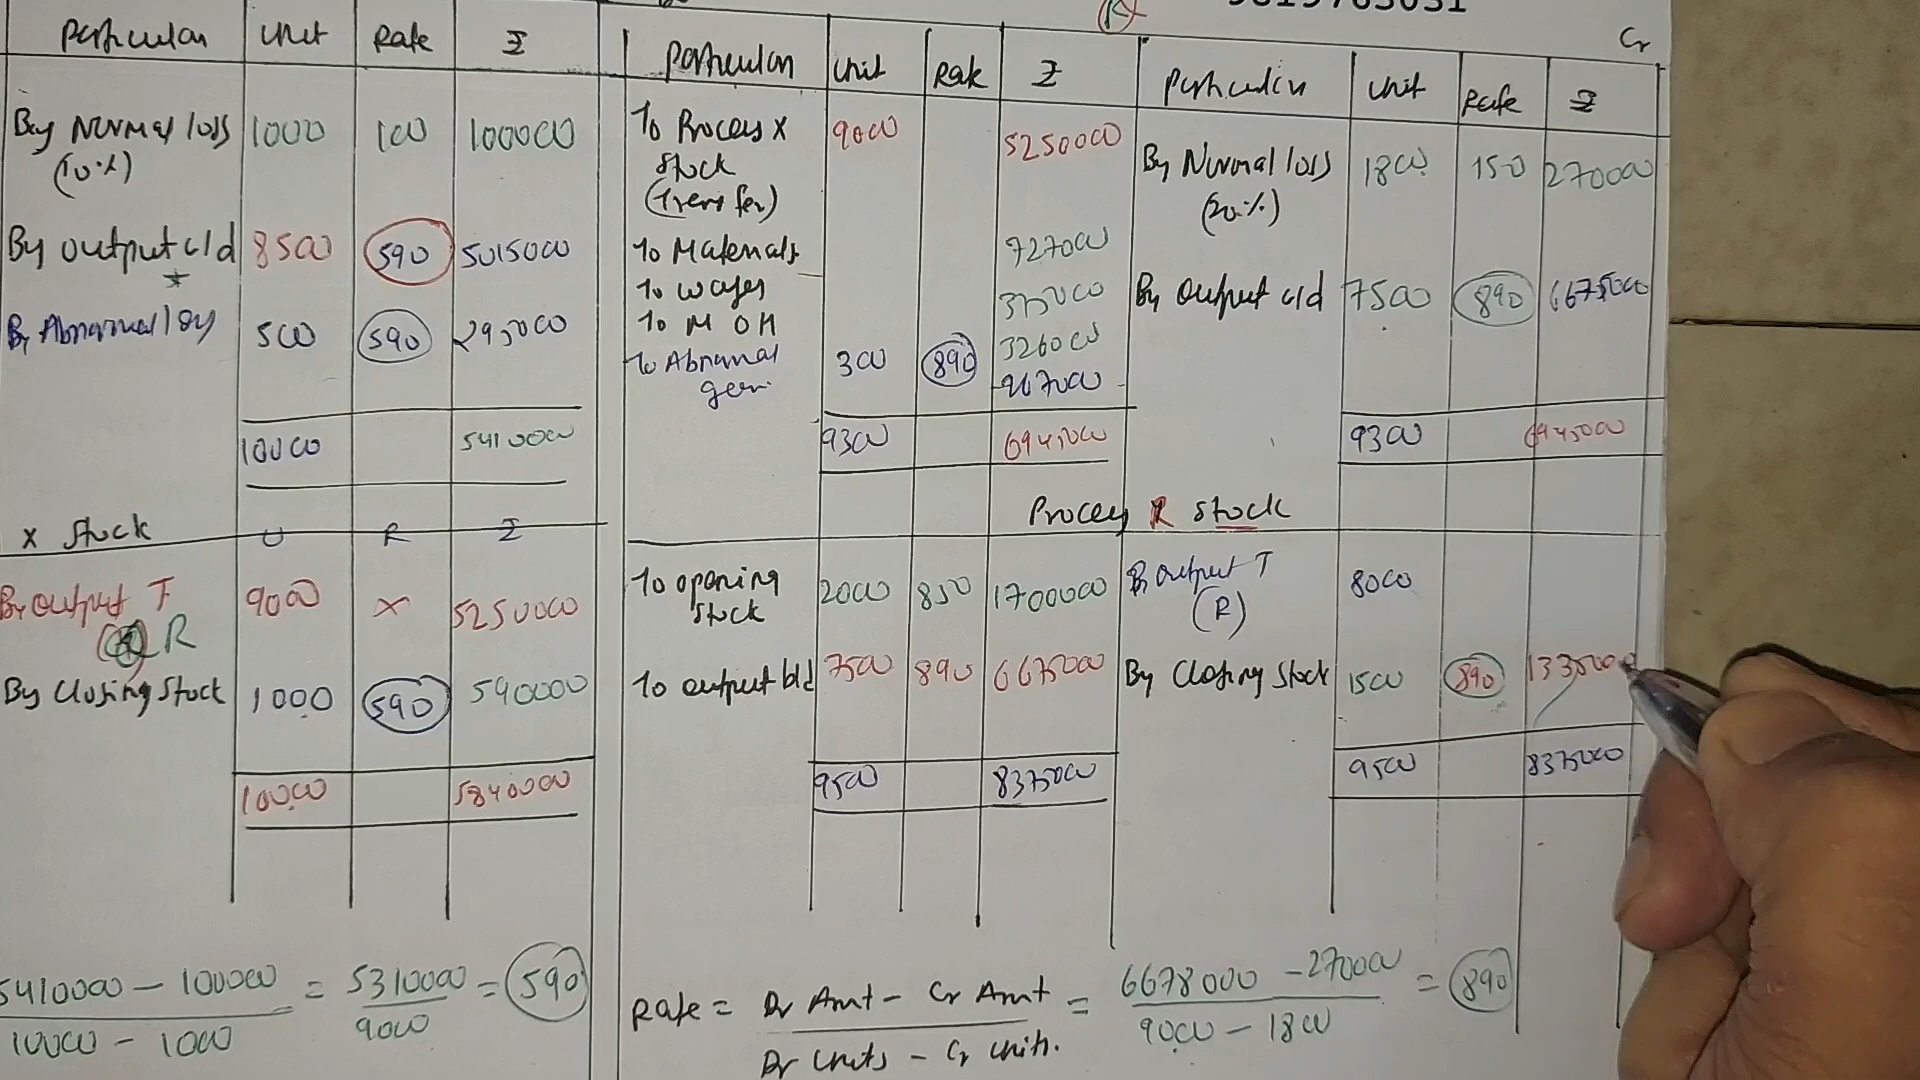 Cr
Particular Unit Rate ₹
By Normal loss 1000 100 100000
(10%)
By output c/d 8500 590 5015000
By Abnormal loss 500 590 295000
10000 5410000
X Stock U R ₹
By output T 9000 × 5250000
R
By Closing Stock 1000 590 590000
10000 5840000
5410000 - 100000 = 5310000 = 590
10000 - 1000 9000
Particular Unit Rate ₹ Particular Unit Rate ₹
To Process X 9000 5250000
Stock
(Transfer)
By Normal loss 1800 150 270000
(20%)
To Materials 727000
To Wages 375000
To M OH 326000
To Abnormal 300 890 267000
gain
By Output c/d 7500 890 6675000
9300 6945000 9300 6945000
Process R Stock
To opening 2000 850 1700000 By output T 8000
Stock (R)
To output b/d 7500 890 6675000 By Closing Stock 1500 890 1335000
9500 8375000 9500 8375000
Rate = Dr Amt - Cr Amt = 6678000 - 270000 = 890
Dr Units - Cr Units. 9000 - 1800